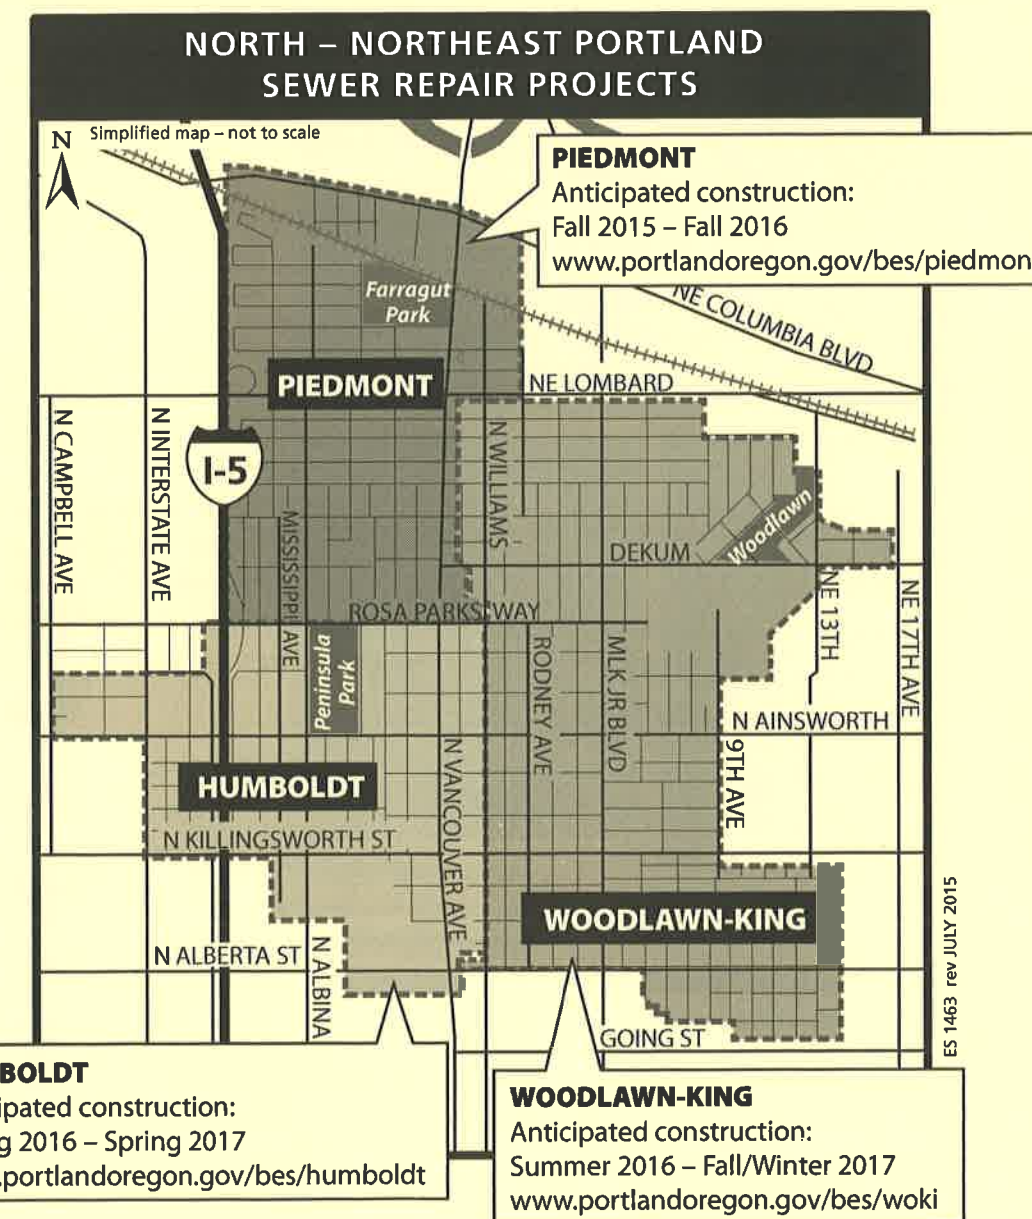 NORTH – NORTHEAST PORTLAND
SEWER REPAIR PROJECTS
N
Simplified map – not to scale
PIEDMONT
Anticipated construction:
Fall 2015 – Fall 2016
www.portlandoregon.gov/bes/piedmon
Farragut
Park
NE COLUMBIA BLVD
PIEDMONT
NE LOMBARD
N CAMPBELL AVE
N INTERSTATE AVE
I-5
N WILLIAMS
MISSISSIPPI AVE
DEKUM
Woodlawn
ROSA PARKS WAY
NE 13TH
NE 17TH AVE
Peninsula
Park
RODNEY AVE
MLK JR BLVD
N AINSWORTH
N VANCOUVER AVE
9TH AVE
HUMBOLDT
N KILLINGSWORTH ST
WOODLAWN-KING
N ALBERTA ST
N ALBINA
GOING ST
ES 1463 rev JULY 2015
BOLDT
ipated construction:
g 2016 – Spring 2017
.portlandoregon.gov/bes/humboldt
WOODLAWN-KING
Anticipated construction:
Summer 2016 – Fall/Winter 2017
www.portlandoregon.gov/bes/woki